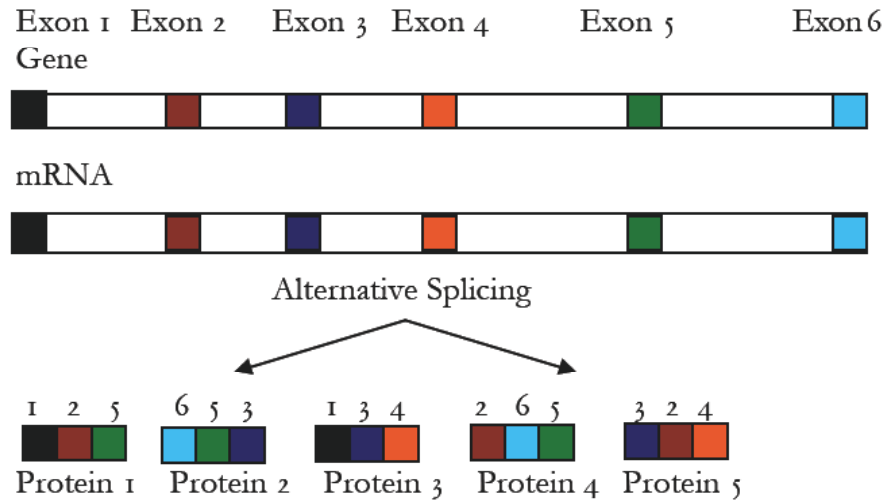 Exon 1 Exon 2 Exon 3 Exon 4 Exon 5 Exon 6
Gene
mRNA
Alternative Splicing
1 2 5 6 5 3 1 3 4 2 6 5 3 2 4
Protein 1 Protein 2 Protein 3 Protein 4 Protein 5